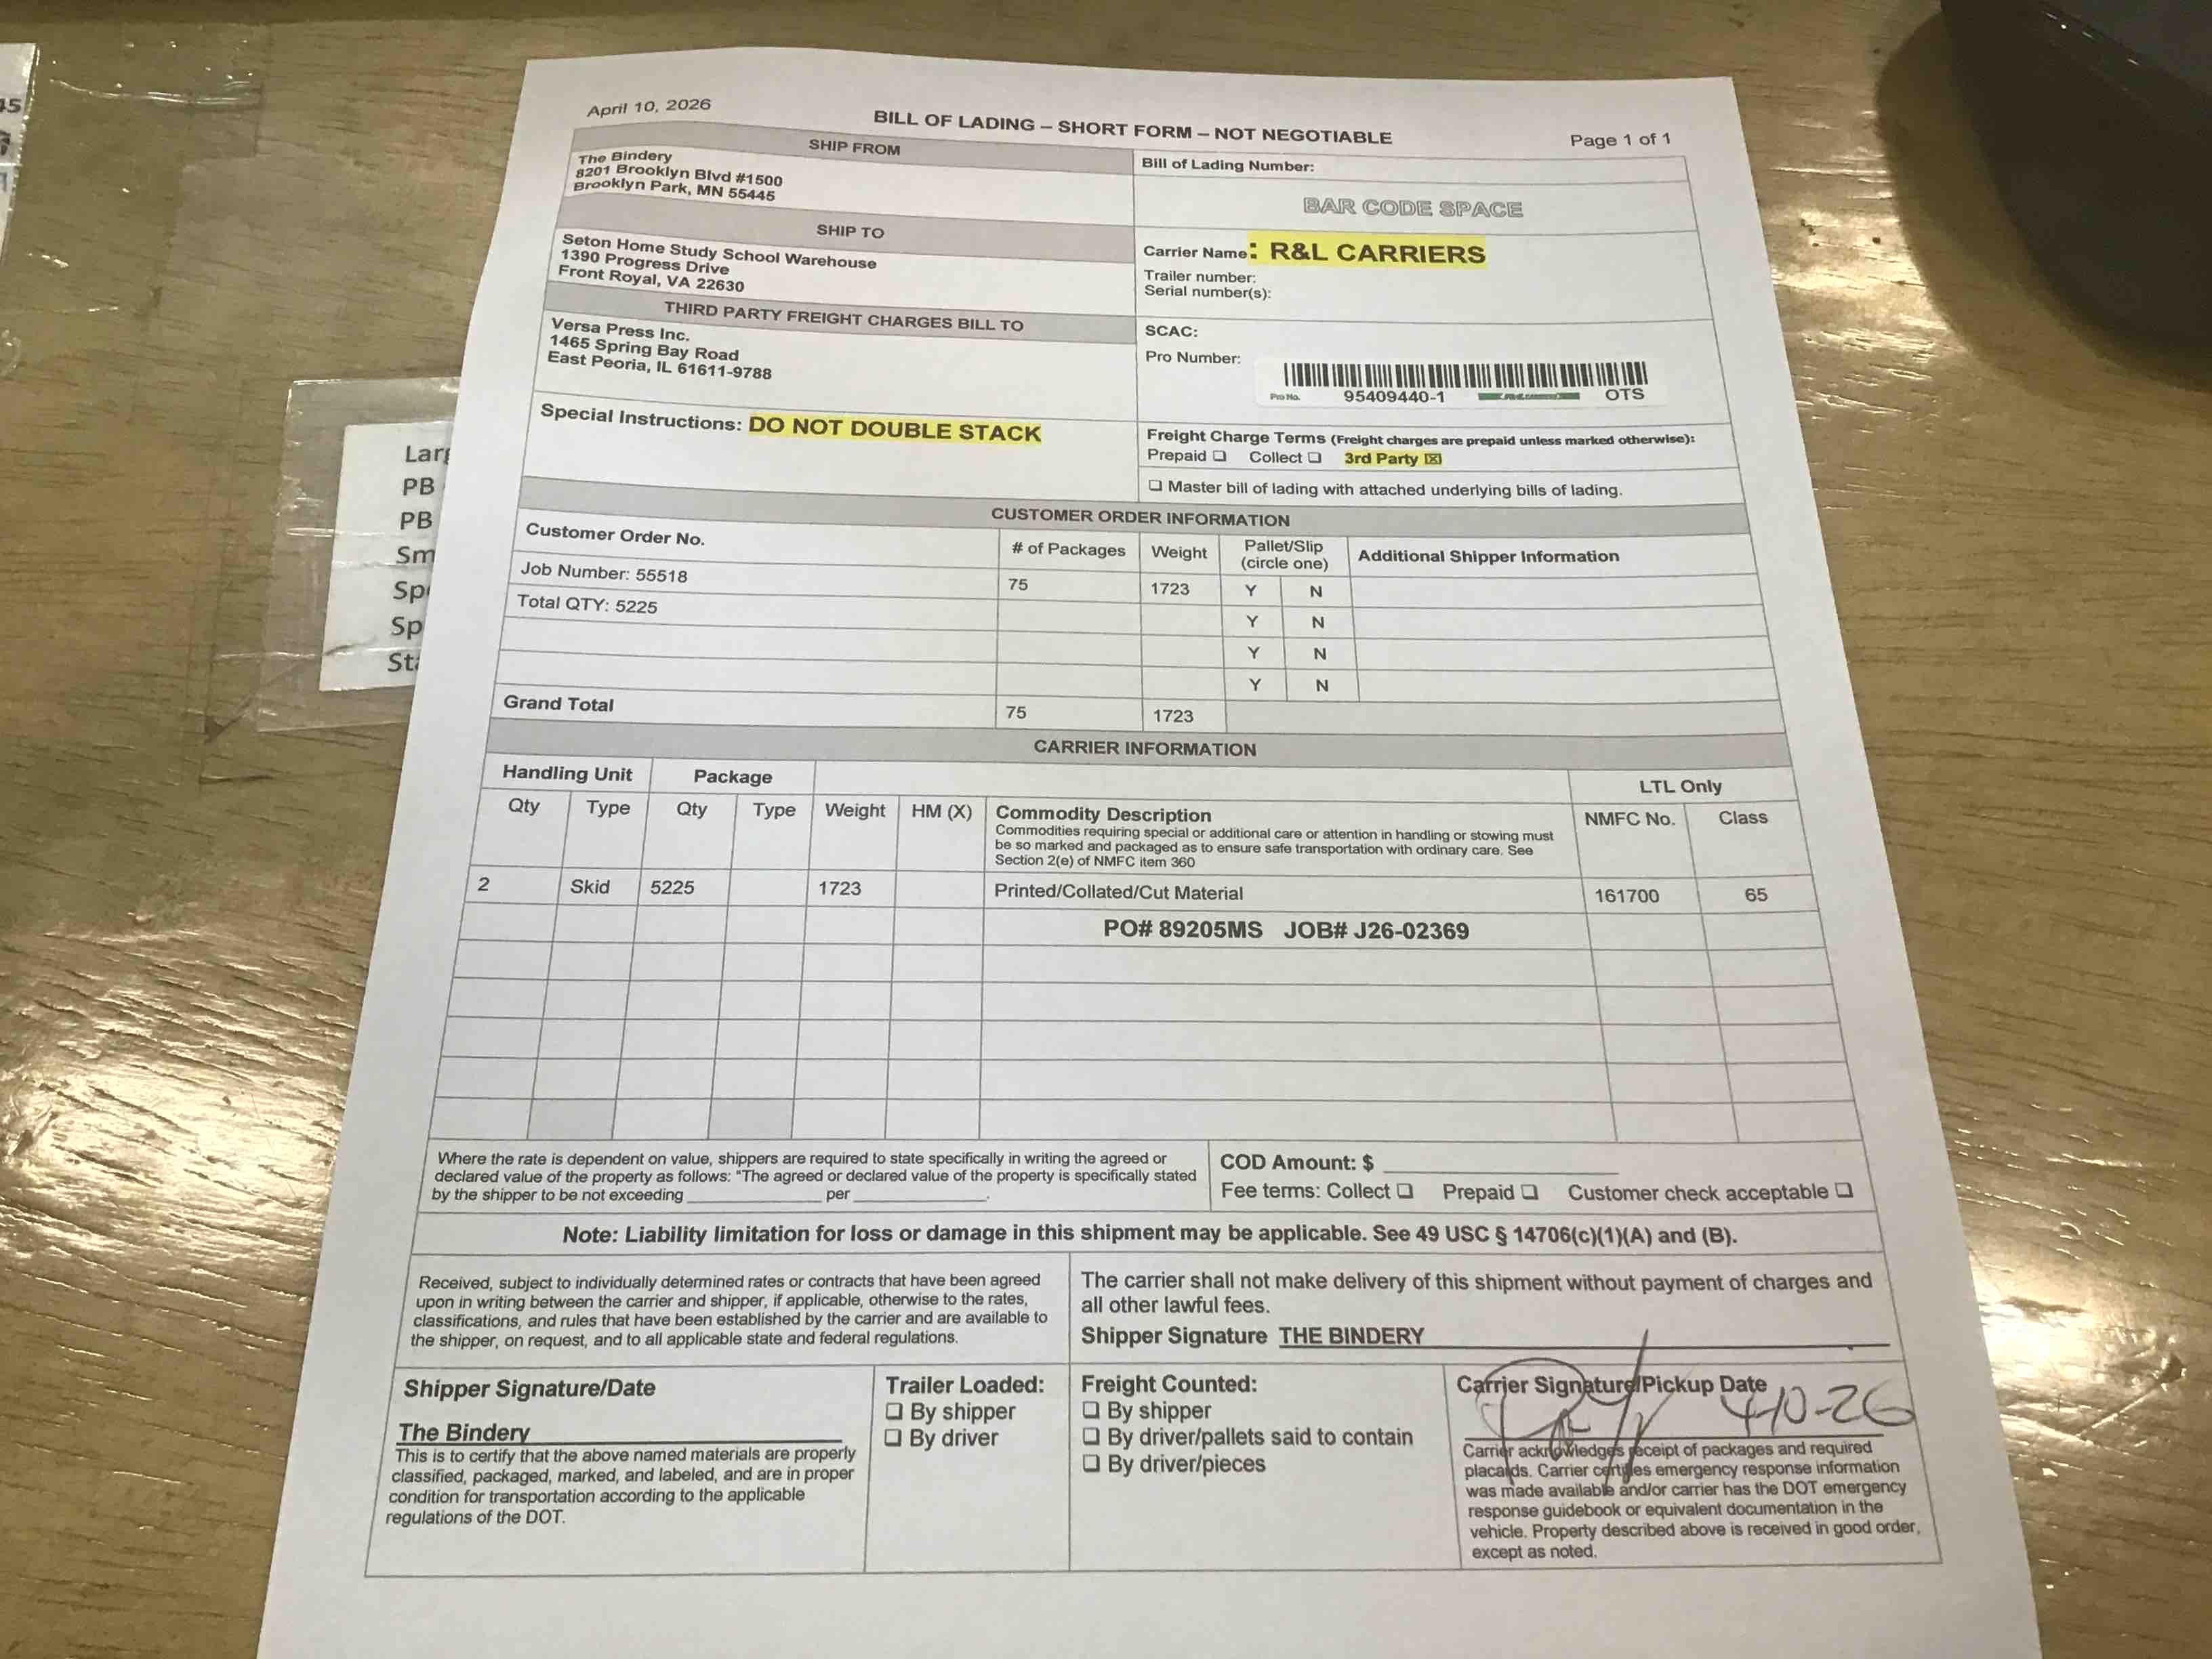 April 10, 2026
BILL OF LADING – SHORT FORM – NOT NEGOTIABLE
Page 1 of 1
SHIP FROM
The Bindery
8201 Brooklyn Blvd #1500
Brooklyn Park, MN 55445
Bill of Lading Number:
BAR CODE SPACE
SHIP TO
Seton Home Study School Warehouse
1390 Progress Drive
Front Royal, VA 22630
Carrier Name: R&L CARRIERS
Trailer number:
Serial number(s):
THIRD PARTY FREIGHT CHARGES BILL TO
Versa Press Inc.
1465 Spring Bay Road
East Peoria, IL 61611-9788
SCAC:
Pro Number:
Pro No. 95409440-1 OTS
Special Instructions: DO NOT DOUBLE STACK
Freight Charge Terms (Freight charges are prepaid unless marked otherwise):
Prepaid ❑ Collect ❑ 3rd Party ☒
❑ Master bill of lading with attached underlying bills of lading.
CUSTOMER ORDER INFORMATION
Customer Order No. # of Packages Weight Pallet/Slip (circle one) Additional Shipper Information
Job Number: 55518 75 1723 Y N
Total QTY: 5225 Y N
Y N
Y N
Grand Total 75 1723
CARRIER INFORMATION
Handling Unit Package LTL Only
Qty Type Qty Type Weight HM (X) Commodity Description NMFC No. Class
Commodities requiring special or additional care or attention in handling or stowing must
be so marked and packaged as to ensure safe transportation with ordinary care. See
Section 2(e) of NMFC item 360
2 Skid 5225 1723 Printed/Collated/Cut Material 161700 65
PO# 89205MS JOB# J26-02369
Where the rate is dependent on value, shippers are required to state specifically in writing the agreed or
declared value of the property as follows: "The agreed or declared value of the property is specifically stated
by the shipper to be not exceeding ____ per ____.
COD Amount: $ ____
Fee terms: Collect ❑ Prepaid ❑ Customer check acceptable ❑
Note: Liability limitation for loss or damage in this shipment may be applicable. See 49 USC § 14706(c)(1)(A) and (B).
Received, subject to individually determined rates or contracts that have been agreed
upon in writing between the carrier and shipper, if applicable, otherwise to the rates,
classifications, and rules that have been established by the carrier and are available to
the shipper, on request, and to all applicable state and federal regulations.
The carrier shall not make delivery of this shipment without payment of charges and
all other lawful fees.
Shipper Signature THE BINDERY
Shipper Signature/Date
The Bindery
This is to certify that the above named materials are properly
classified, packaged, marked, and labeled, and are in proper
condition for transportation according to the applicable
regulations of the DOT.
Trailer Loaded:
❑ By shipper
❑ By driver
Freight Counted:
❑ By shipper
❑ By driver/pallets said to contain
❑ By driver/pieces
Carrier Signature/Pickup Date
4-10-26
Carrier acknowledges receipt of packages and required
placards. Carrier certifies emergency response information
was made available and/or carrier has the DOT emergency
response guidebook or equivalent documentation in the
vehicle. Property described above is received in good order,
except as noted.
PB
PB
45